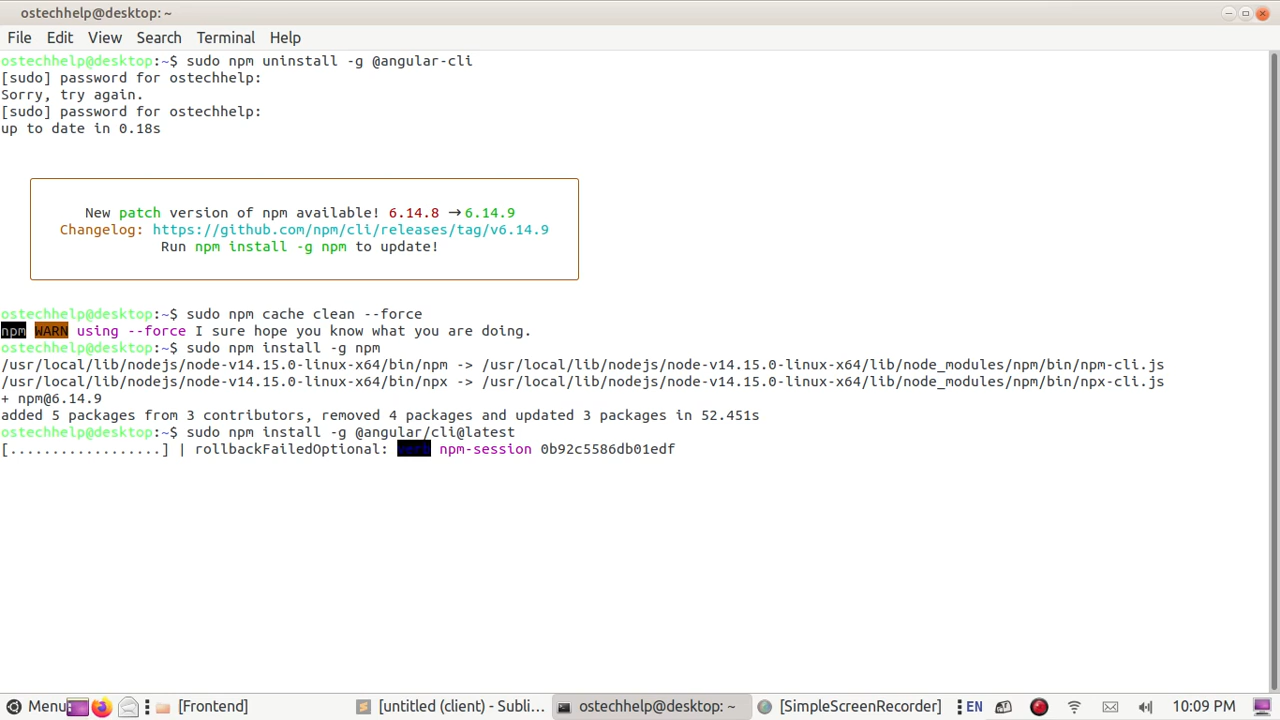 ostechhelp@desktop: ~
File Edit View Search Terminal Help
ostechhelp@desktop:~$ sudo npm uninstall -g @angular-cli
[sudo] password for ostechhelp:
Sorry, try again.
[sudo] password for ostechhelp:
up to date in 0.18s
New patch version of npm available! 6.14.8 → 6.14.9
Changelog: https://github.com/npm/cli/releases/tag/v6.14.9
Run npm install -g npm to update!
ostechhelp@desktop:~$ sudo npm cache clean --force
npm WARN using --force I sure hope you know what you are doing.
ostechhelp@desktop:~$ sudo npm install -g npm
/usr/local/lib/nodejs/node-v14.15.0-linux-x64/bin/npm -> /usr/local/lib/nodejs/node-v14.15.0-linux-x64/lib/node_modules/npm/bin/npm-cli.js
/usr/local/lib/nodejs/node-v14.15.0-linux-x64/bin/npx -> /usr/local/lib/nodejs/node-v14.15.0-linux-x64/lib/node_modules/npm/bin/npx-cli.js
+ npm@6.14.9
added 5 packages from 3 contributors, removed 4 packages and updated 3 packages in 52.451s
ostechhelp@desktop:~$ sudo npm install -g @angular/cli@latest
[..................] | rollbackFailedOptional: verb npm-session 0b92c5586db01edf
Menu [Frontend] [untitled (client) - Subli... ostechhelp@desktop: ~ [SimpleScreenRecorder] EN 10:09 PM